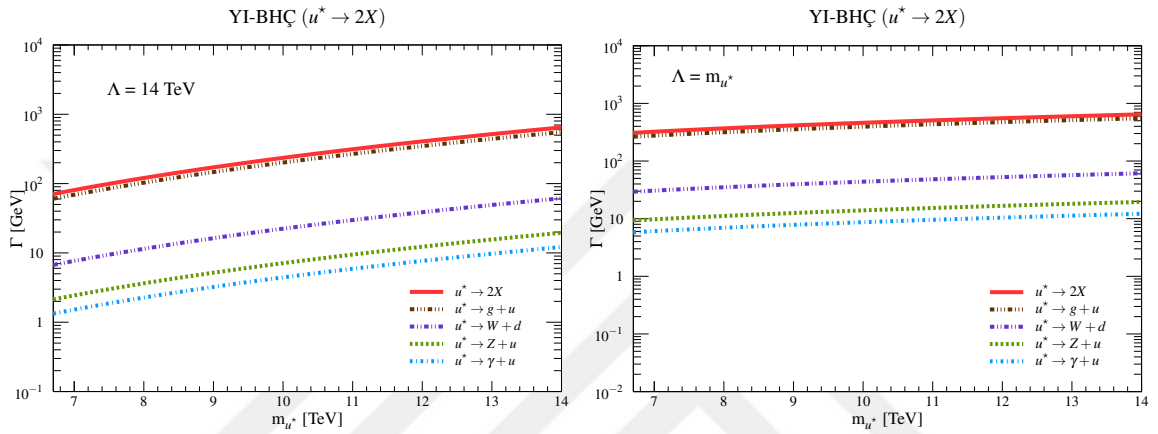 YI-BHÇ (u⋆ → 2X)
Γ [GeV]
10⁴
10³
10²
10
1
10⁻¹
Λ = 14 TeV
u⋆ → 2X
u⋆ → g+u
u⋆ → W+d
u⋆ → Z+u
u⋆ → γ+u
7 8 9 10 11 12 13 14
m_u⋆ [TeV]
YI-BHÇ (u⋆ → 2X)
Γ [GeV]
10⁴
10³
10²
10
1
10⁻¹
10⁻²
Λ = m_u⋆
u⋆ → 2X
u⋆ → g+u
u⋆ → W+d
u⋆ → Z+u
u⋆ → γ+u
7 8 9 10 11 12 13 14
m_u⋆ [TeV]